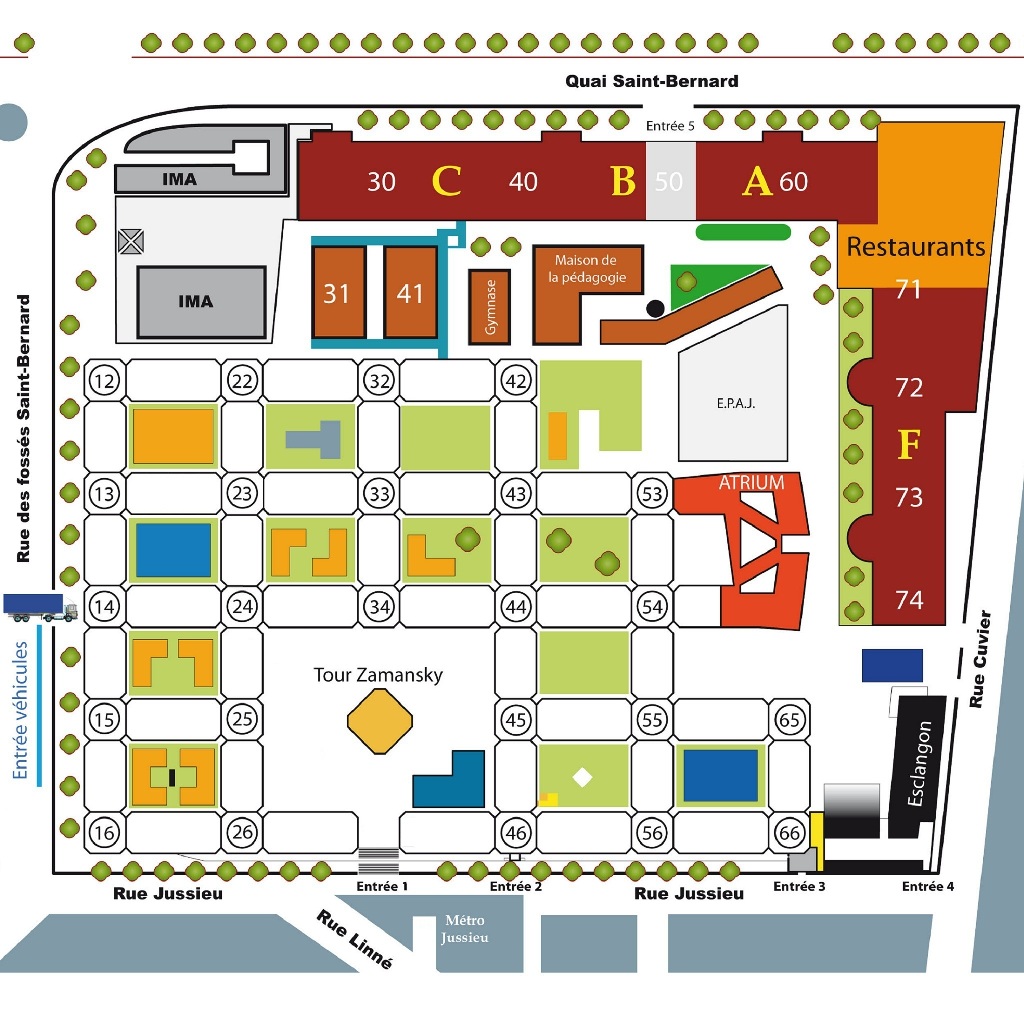 Quai Saint-Bernard
Entrée 5
IMA
30
C
40
B
50
A
60
Restaurants
71
Maison de
la pédagogie
31
41
Gymnase
IMA
Rue des fossés Saint-Bernard
12
22
32
42
E.P.A.J.
72
F
13
23
33
43
53
ATRIUM
73
14
24
34
44
54
74
Entrée véhicules
Tour Zamansky
Rue Cuvier
15
25
45
55
65
Esclangon
16
26
46
56
66
Rue Jussieu
Entrée 1
Entrée 2
Rue Jussieu
Entrée 3
Entrée 4
Rue Linné
Métro
Jussieu